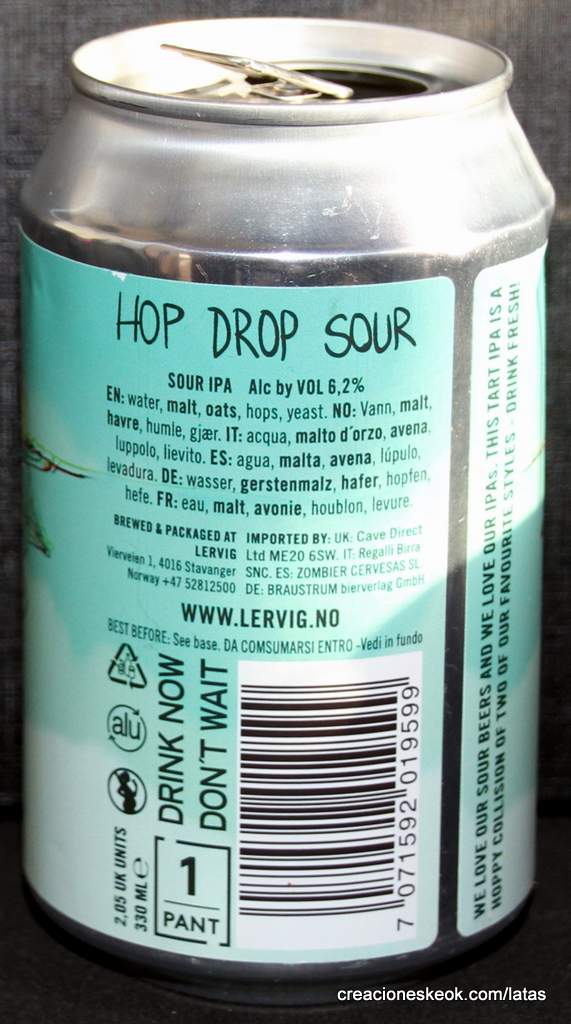 HOP DROP SOUR
SOUR IPA Alc by VOL 6,2%
EN: water, malt, oats, hops, yeast. NO: Vann, malt,
havre, humle, gjær. IT: acqua, malto d'orzo, avena,
luppolo, lievito. ES: agua, malta, avena, lúpulo,
levadura. DE: wasser, gerstenmalz, hafer, hopfen,
hefe. FR: eau, malt, avonie, houblon, levure.
BREWED & PACKAGED AT
LERVIG
Vierveien 1, 4016 Stavanger
Norway +47 52812500
IMPORTED BY: UK: Cave Direct
Ltd ME20 6SW. IT: Regalli Birra
SNC. ES: ZOMBIER CERVESAS SL.
DE: BRAUSTRUM bierverlag GmbH
WWW.LERVIG.NO
BEST BEFORE: See base. DA COMSUMARSI ENTRO -Vedi in fundo
alu
DRINK NOW
DON'T WAIT
2,05 UK UNITS
330 ML e
1
PANT
7 071592 019599
WE LOVE OUR SOUR BEERS AND WE LOVE OUR IPAs. THIS TART IPA IS A
HOPPY COLLISION OF TWO OF OUR FAVOURITE STYLES - DRINK FRESH!
creacioneskeok.com/latas